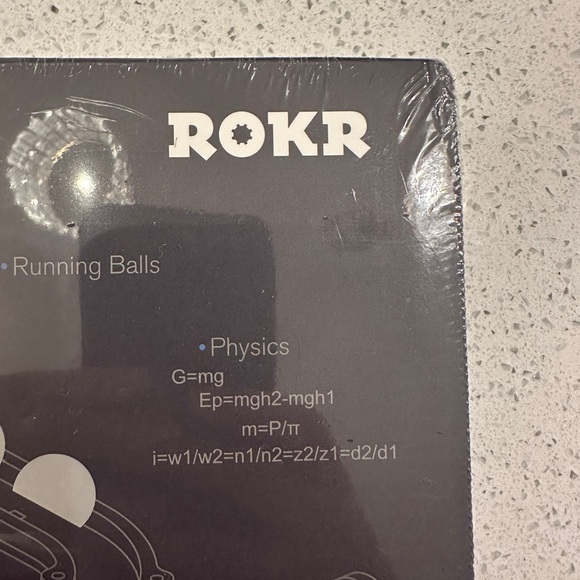 ROKR
•Running Balls
•Physics
G=mg
Ep=mgh2-mgh1
m=P/π
i=w1/w2=n1/n2=z2/z1=d2/d1